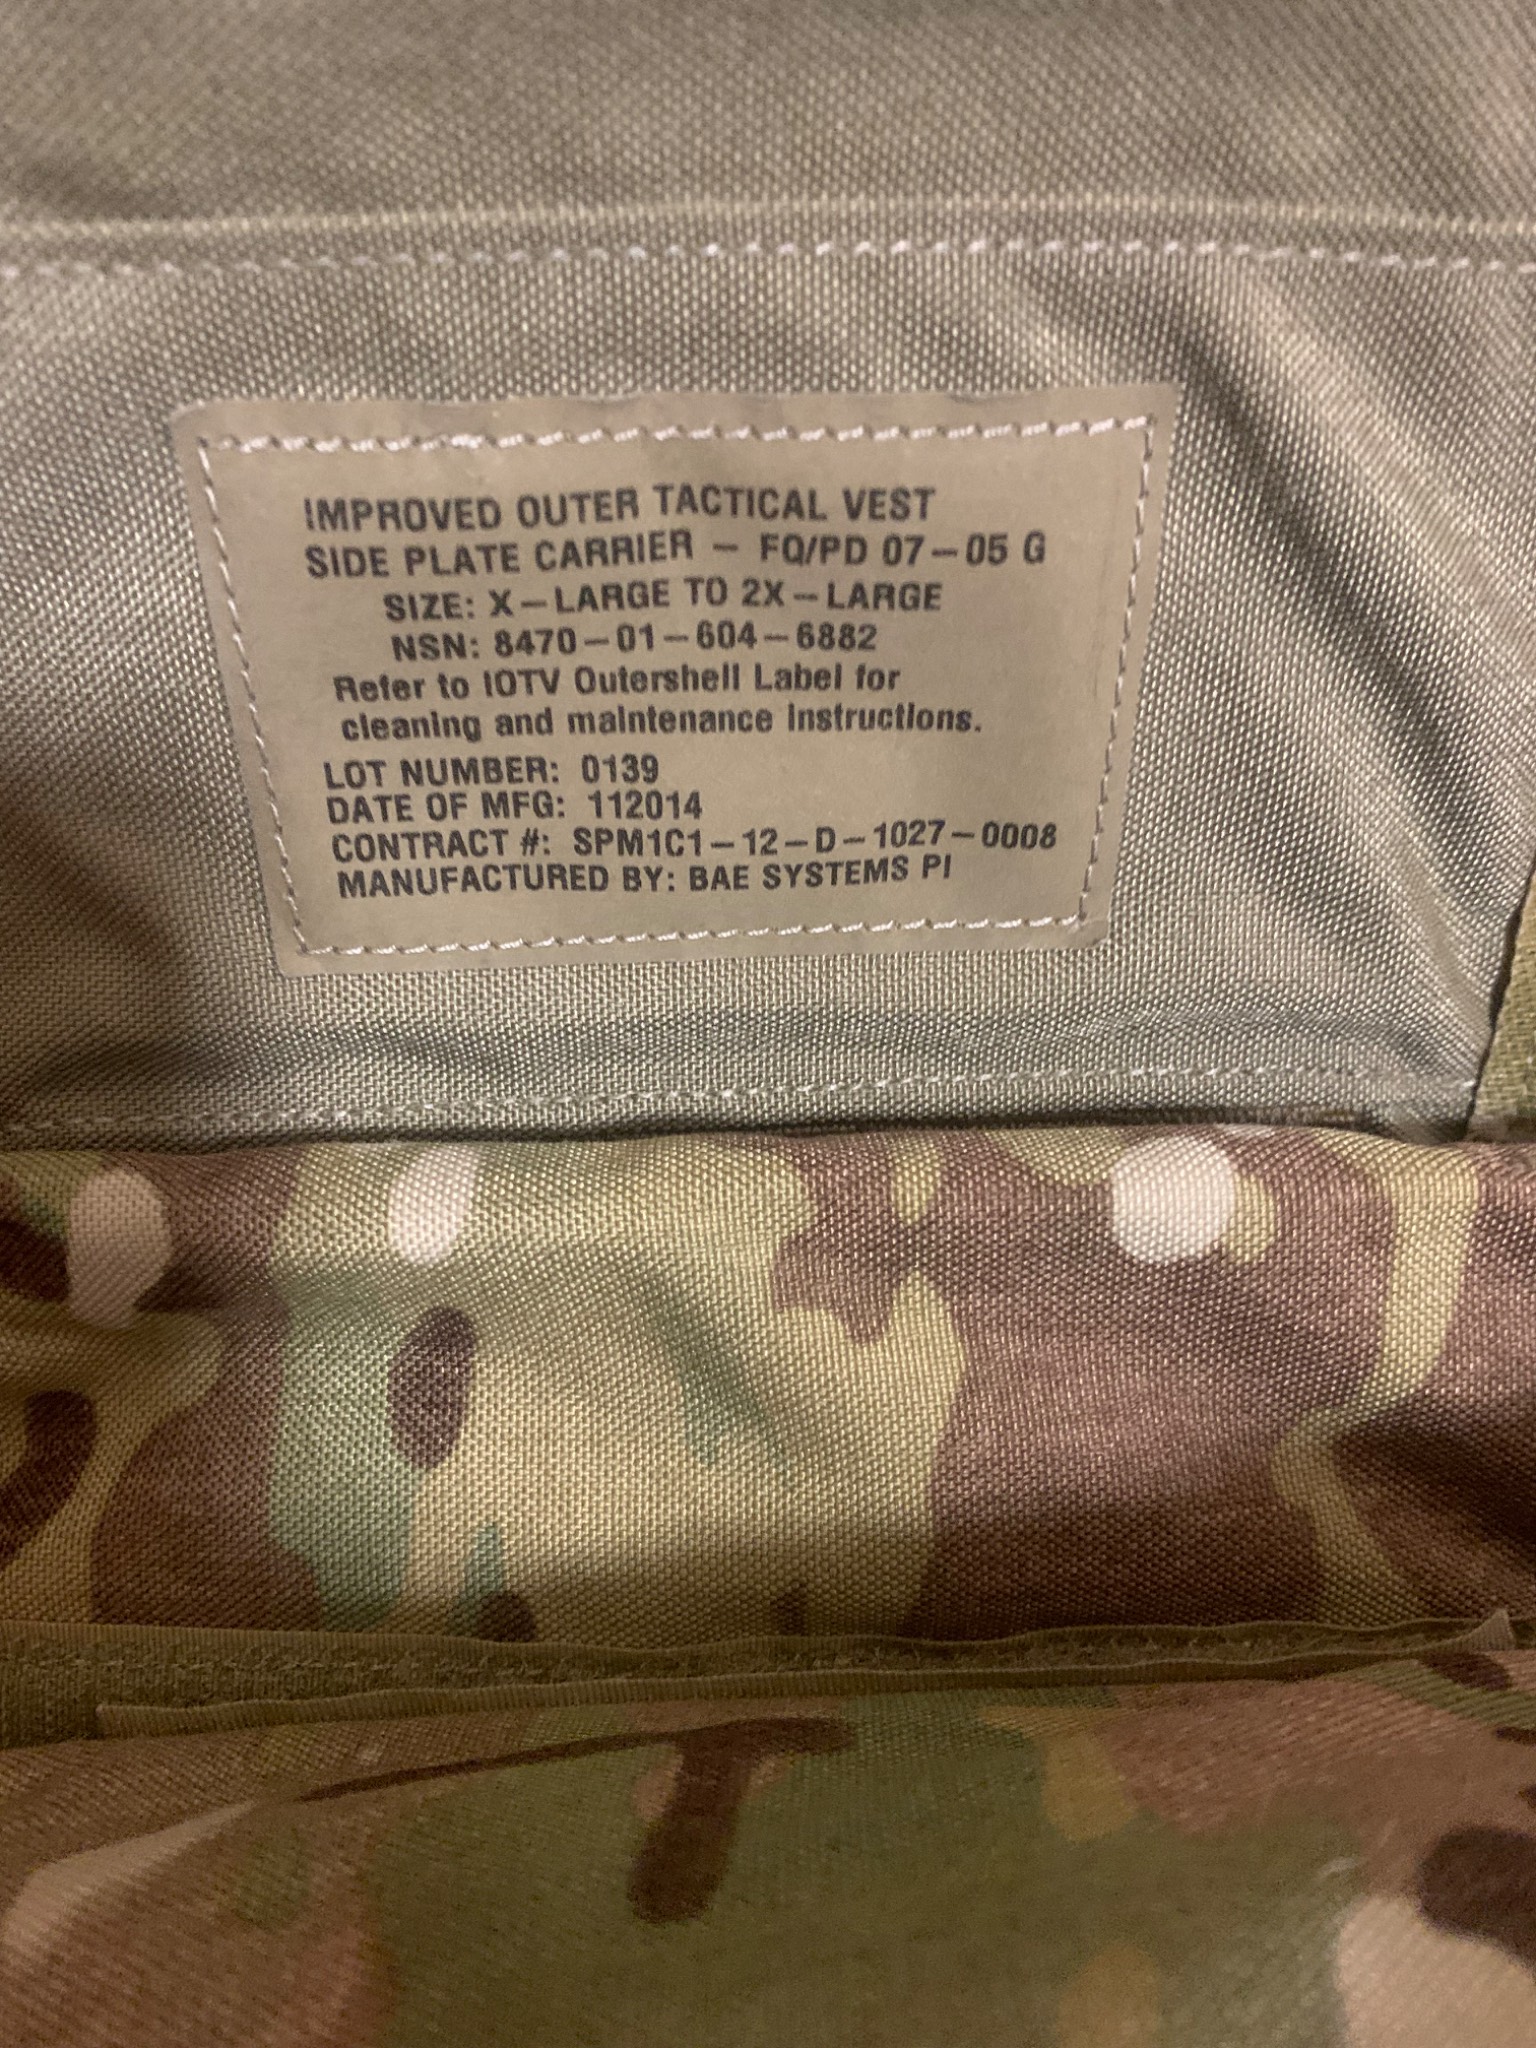 IMPROVED OUTER TACTICAL VEST
SIDE PLATE CARRIER – FQ/PD 07–05 G
SIZE: X–LARGE TO 2X–LARGE
NSN: 8470–01–604–6882
Refer to IOTV Outershell Label for
cleaning and maintenance instructions.
LOT NUMBER: 0139
DATE OF MFG: 112014
CONTRACT #: SPM1C1–12–D–1027–0008
MANUFACTURED BY: BAE SYSTEMS PI